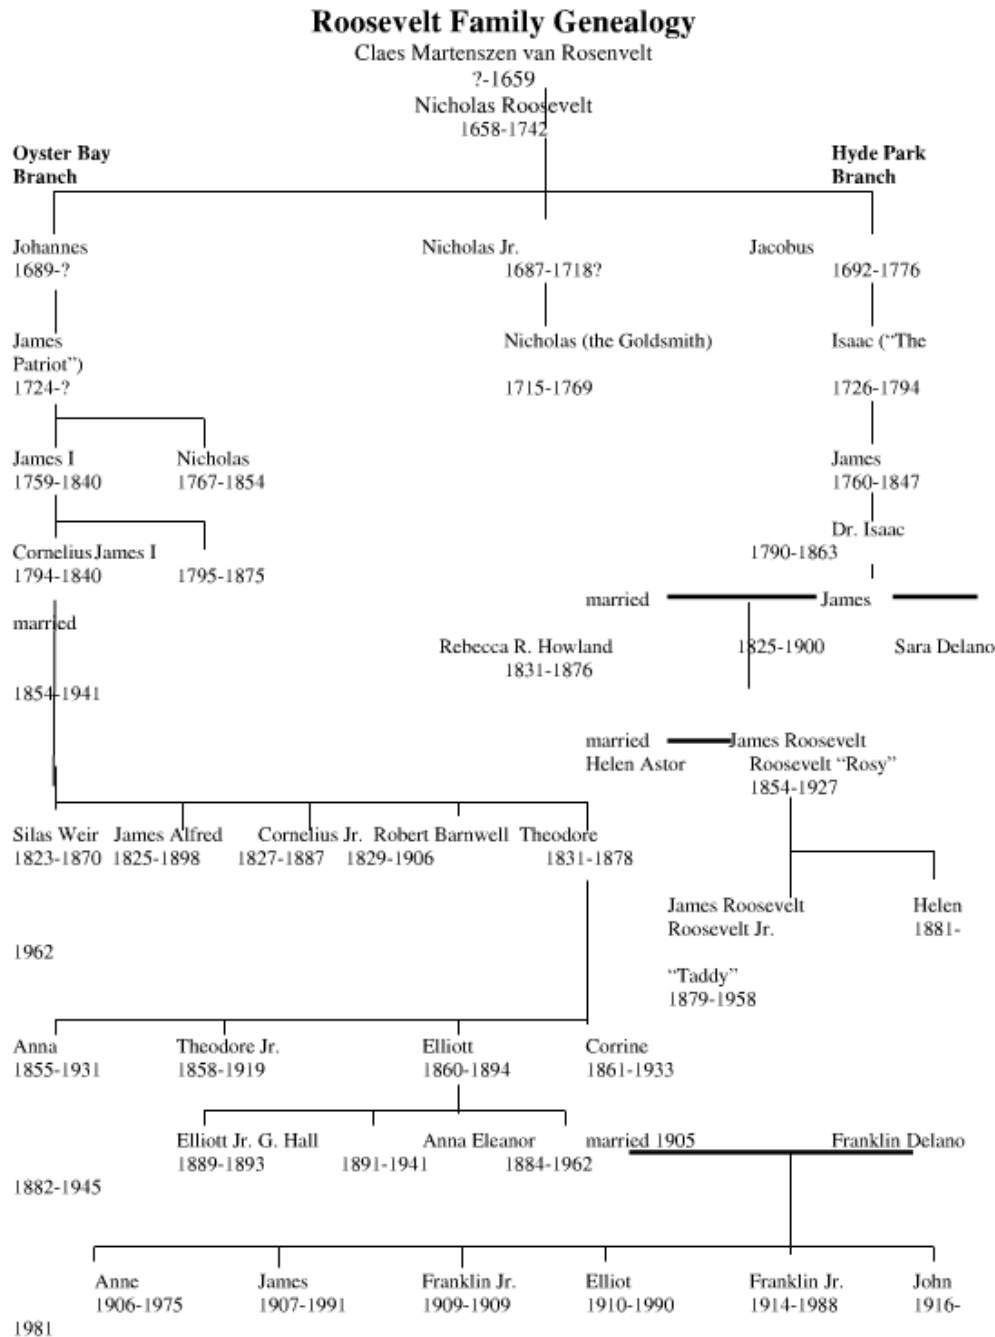 Roosevelt Family Genealogy
Claes Martenszen van Rosenvelt
?-1659
Nicholas Roosevelt
1658-1742
Oyster Bay Hyde Park
Branch Branch
Johannes Nicholas Jr. Jacobus
1689-? 1687-1718? 1692-1776
James Nicholas (the Goldsmith) Isaac (“The
Patriot”)
1724-? 1715-1769 1726-1794
James I Nicholas James
1759-1840 1767-1854 1760-1847
Dr. Isaac
Cornelius James I 1790-1863
1794-1840 1795-1875
married James
married
Rebecca R. Howland 1825-1900 Sara Delano
1831-1876
1854-1941
married James Roosevelt
Helen Astor Roosevelt “Rosy”
1854-1927
Silas Weir James Alfred Cornelius Jr. Robert Barnwell Theodore
1823-1870 1825-1898 1827-1887 1829-1906 1831-1878
James Roosevelt Helen
Roosevelt Jr. 1881-
1962
“Taddy”
1879-1958
Anna Theodore Jr. Elliott Corrine
1855-1931 1858-1919 1860-1894 1861-1933
Elliott Jr. G. Hall Anna Eleanor married 1905 Franklin Delano
1889-1893 1891-1941 1884-1962
1882-1945
Anne James Franklin Jr. Elliot Franklin Jr. John
1906-1975 1907-1991 1909-1909 1910-1990 1914-1988 1916-
1981